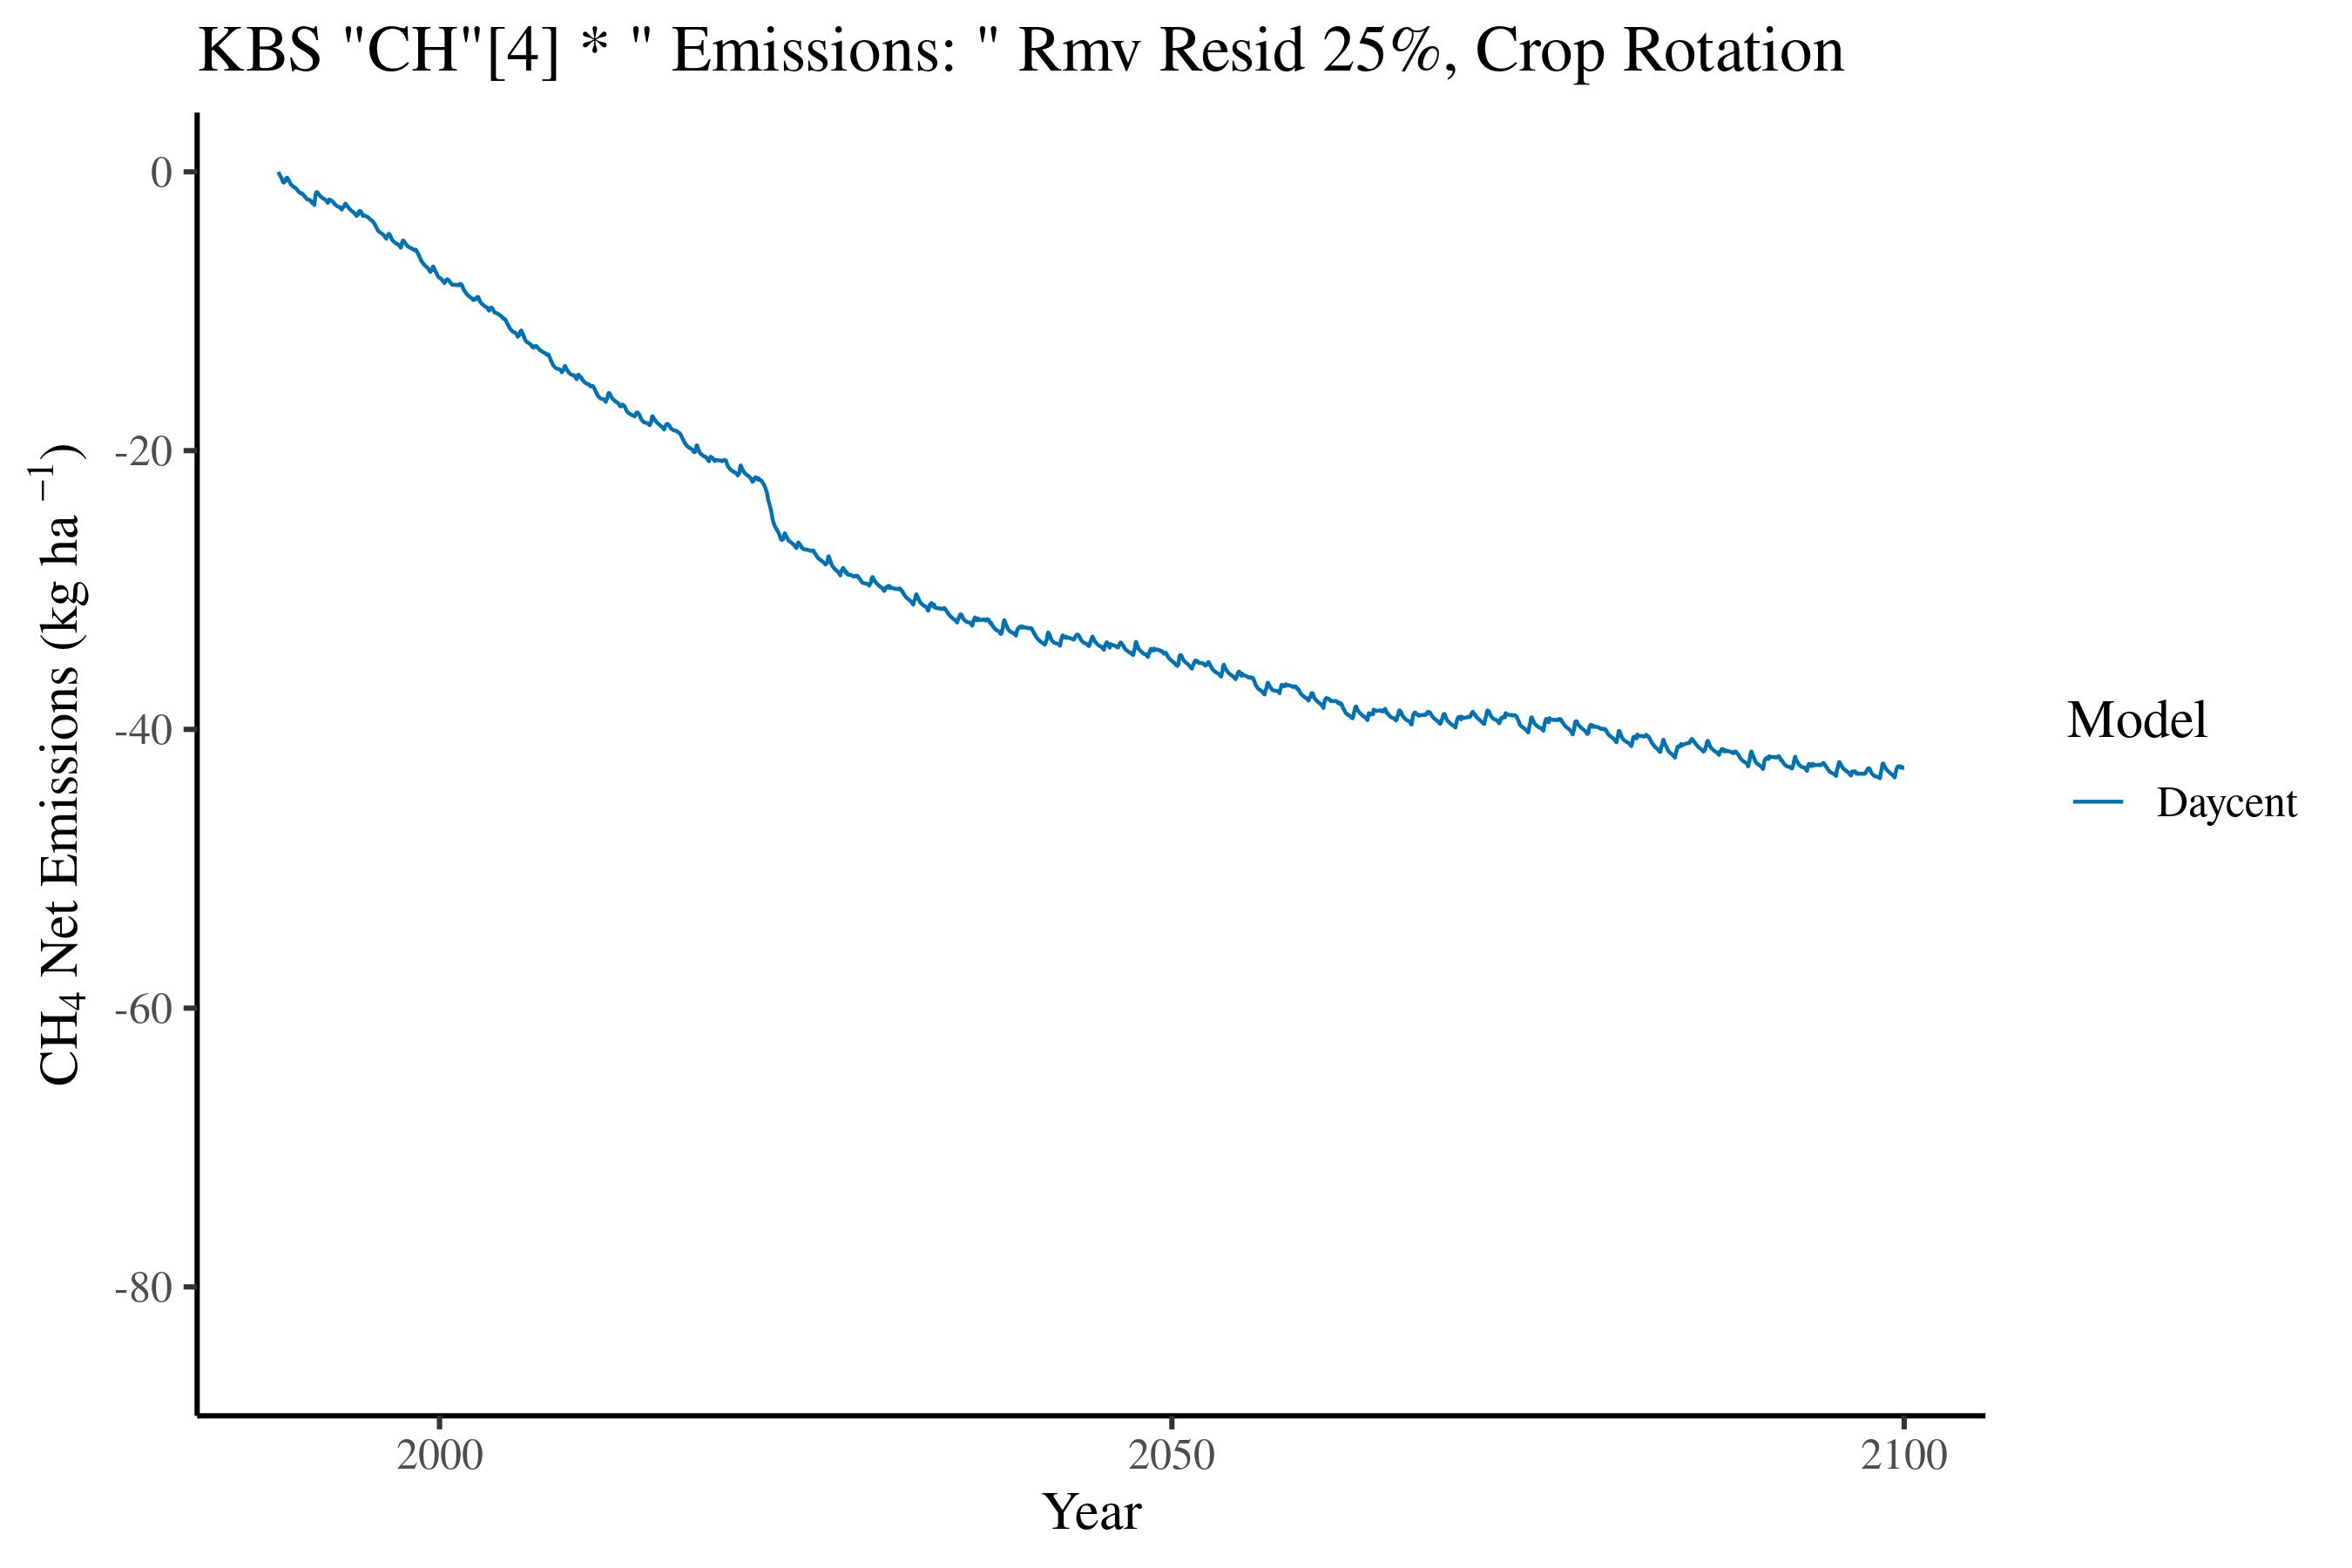 KBS ""CH""[4] * " Emissions: " Rmv Resid 25%, Crop Rotation
0
-20
-40
-60
-80
CH₄ Net Emissions (kg ha ⁻¹)
2000 2050 2100
Year
Model
Daycent